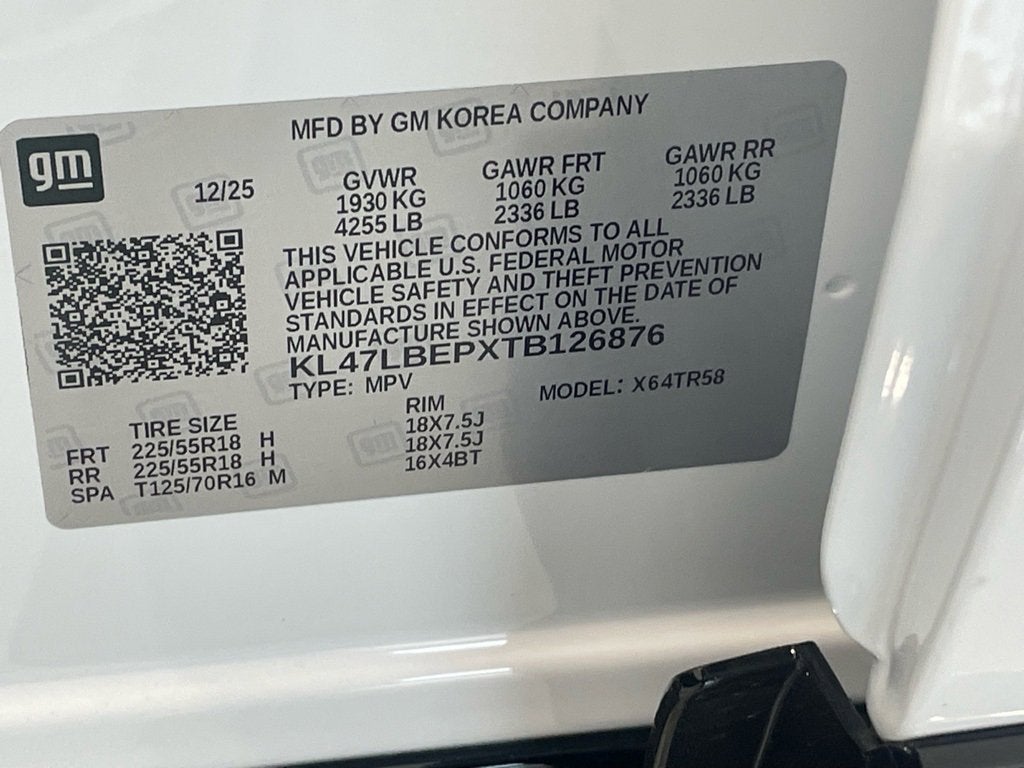 MFD BY GM KOREA COMPANY
gm
12/25
GVWR GAWR FRT GAWR RR
1930 KG 1060 KG 1060 KG
4255 LB 2336 LB 2336 LB
THIS VEHICLE CONFORMS TO ALL
APPLICABLE U.S. FEDERAL MOTOR
VEHICLE SAFETY AND THEFT PREVENTION
STANDARDS IN EFFECT ON THE DATE OF
MANUFACTURE SHOWN ABOVE.
KL47LBEPXTB126876
TYPE: MPV MODEL: X64TR58
TIRE SIZE RIM
FRT 225/55R18 H 18X7.5J
RR 225/55R18 H 18X7.5J
SPA T125/70R16 M 16X4BT